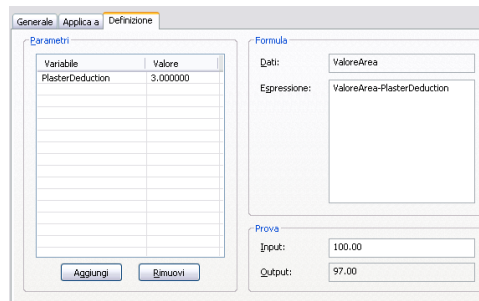 Generale Applica a Definizione
Parametri
Variabile Valore
PlasterDeduction 3.000000
Aggiungi Rimuovi
Formula
Dati: ValoreArea
Espressione: ValoreArea-PlasterDeduction
Prova
Input: 100.00
Output: 97.00